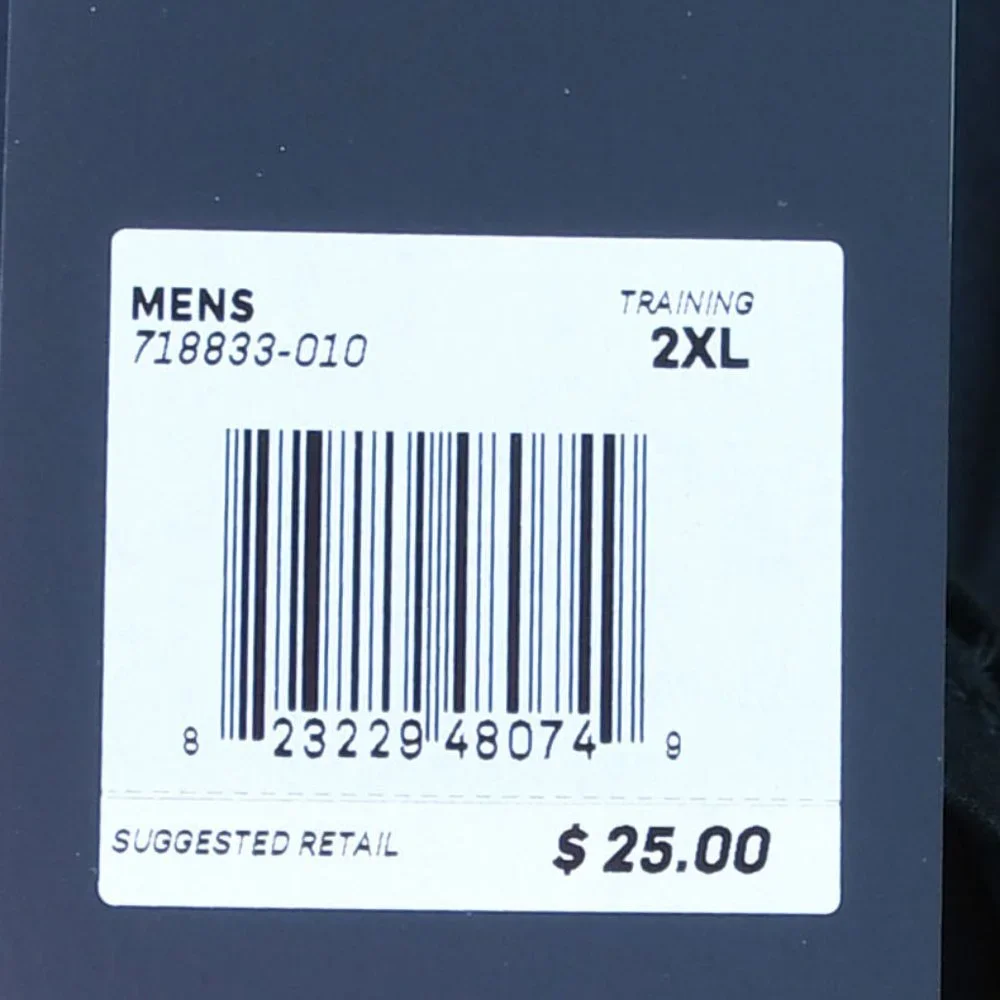 MENS
TRAINING
718833-010
2XL
8 23229 48074 9
SUGGESTED RETAIL $ 25.00